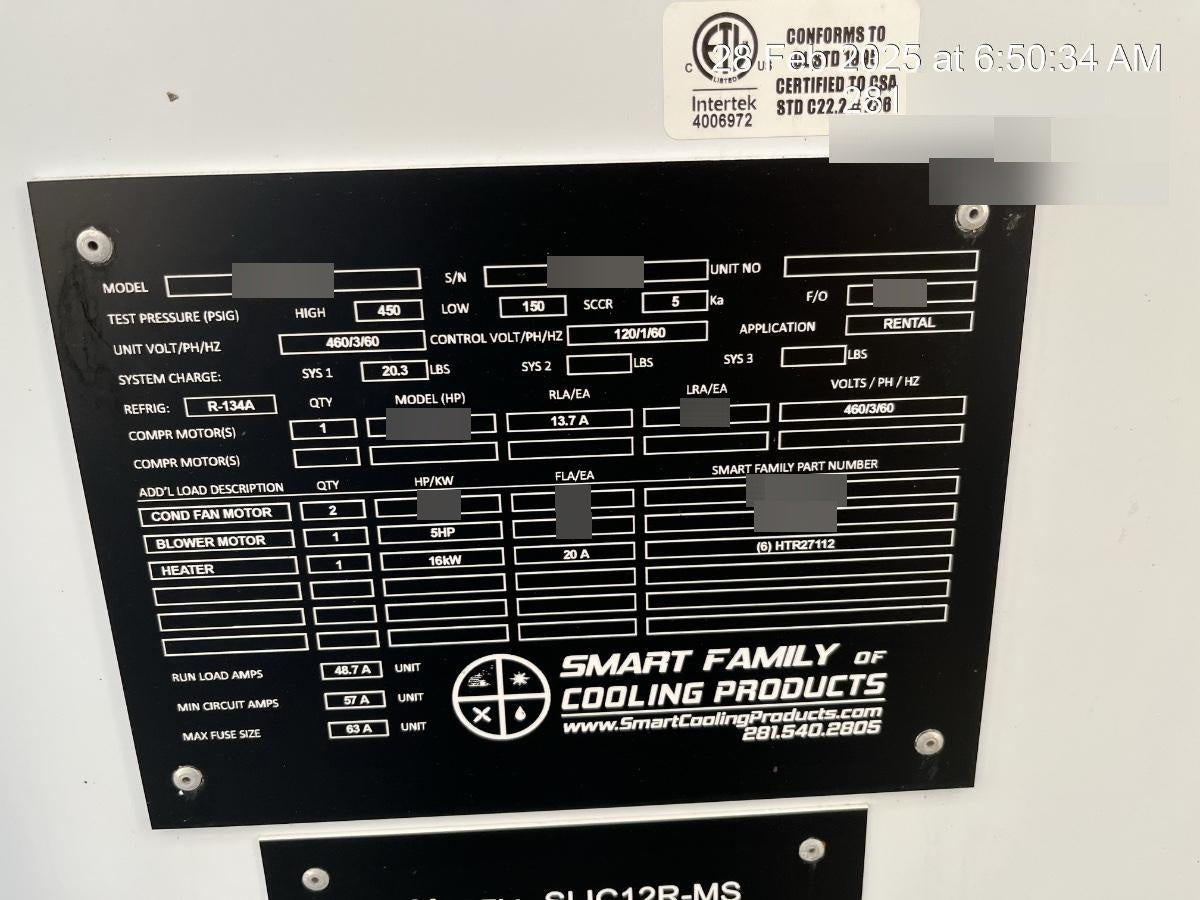 CONFORMS TO
28 Feb 2025 at 6:50:34 AM
C US
LISTED
CERTIFIED TO CSA
281
Intertek
STD C22.2
4006972
MODEL S/N UNIT NO
TEST PRESSURE (PSIG) HIGH 450 LOW 150 SCCR 5 Ka F/O
UNIT VOLT/PH/HZ 460/3/60 CONTROL VOLT/PH/HZ 120/1/60 APPLICATION RENTAL
SYSTEM CHARGE: SYS 1 20.3 LBS SYS 2 LBS SYS 3 LBS
REFRIG: R-134A QTY MODEL (HP) RLA/EA LRA/EA VOLTS / PH / HZ
COMPR MOTOR(S) 1 13.7 A 460/3/60
COMPR MOTOR(S)
ADD'L LOAD DESCRIPTION QTY HP/KW FLA/EA SMART FAMILY PART NUMBER
COND FAN MOTOR 2
BLOWER MOTOR 1 5HP
HEATER 1 16kW 20 A (6) HTR27112
RUN LOAD AMPS 48.7 A UNIT
MIN CIRCUIT AMPS 57 A UNIT
MAX FUSE SIZE 63 A UNIT
SMART FAMILY OF
COOLING PRODUCTS
www.SmartCoolingProducts.com
281.540.2805
SLIC12R-MS